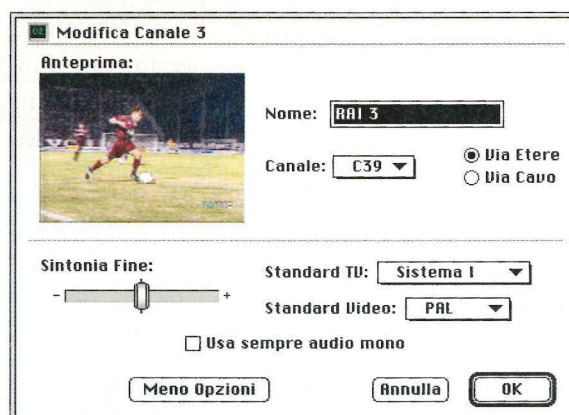 Modifica Canale 3
Anteprima:
Nome: RAI 3
Canale: C39
Via Etere
Via Cavo
Sintonia Fine:
- +
Standard TV: Sistema I
Standard Video: PAL
Usa sempre audio mono
Meno Opzioni
Annulla
OK